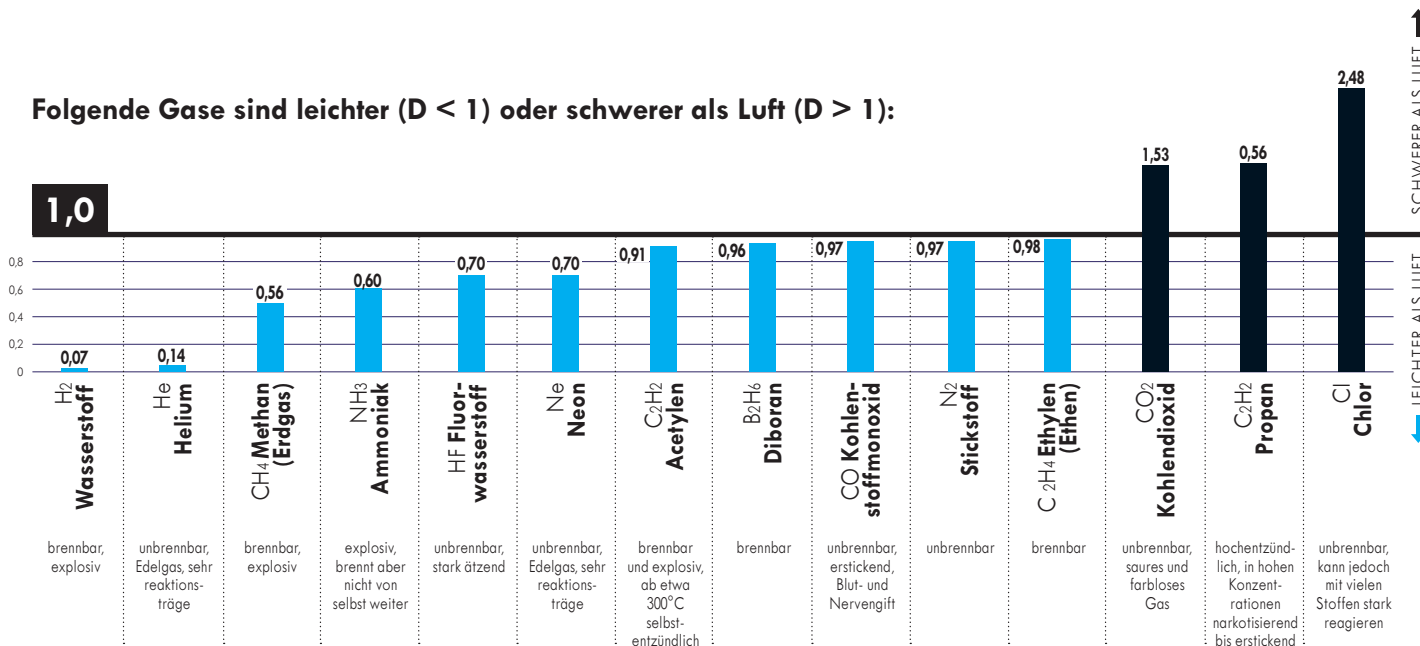 Folgende Gase sind leichter (D < 1) oder schwerer als Luft (D > 1):
SCHWERER ALS LUFT
LEICHTER ALS LUFT
1,0
0,8
0,6
0,4
0,2
0
0,07
0,14
0,56
0,60
0,70
0,70
0,91
0,96
0,97
0,97
0,98
1,53
0,56
2,48
H2
Wasserstoff
He
Helium
CH4 Methan
(Erdgas)
NH3
Ammoniak
HF Fluor-
wasserstoff
Ne
Neon
C2H2
Acetylen
B2H6
Diboran
CO Kohlen-
stoffmonoxid
N2
Stickstoff
C 2H4 Ethylen
(Ethen)
CO2
Kohlendioxid
C2H2
Propan
Cl
Chlor
brennbar,
explosiv
unbrennbar,
Edelgas, sehr
reaktions-
träge
brennbar,
explosiv
explosiv,
brennt aber
nicht von
selbst weiter
unbrennbar,
stark ätzend
unbrennbar,
Edelgas, sehr
reaktions-
träge
brennbar
und explosiv,
ab etwa
300°C
selbst-
entzündlich
brennbar
unbrennbar,
erstickend,
Blut- und
Nervengift
unbrennbar
brennbar
unbrennbar,
saures und
farbloses
Gas
hochentzünd-
lich, in hohen
Konzent-
rationen
narkotisierend
bis erstickend
unbrennbar,
kann jedoch
mit vielen
Stoffen stark
reagieren